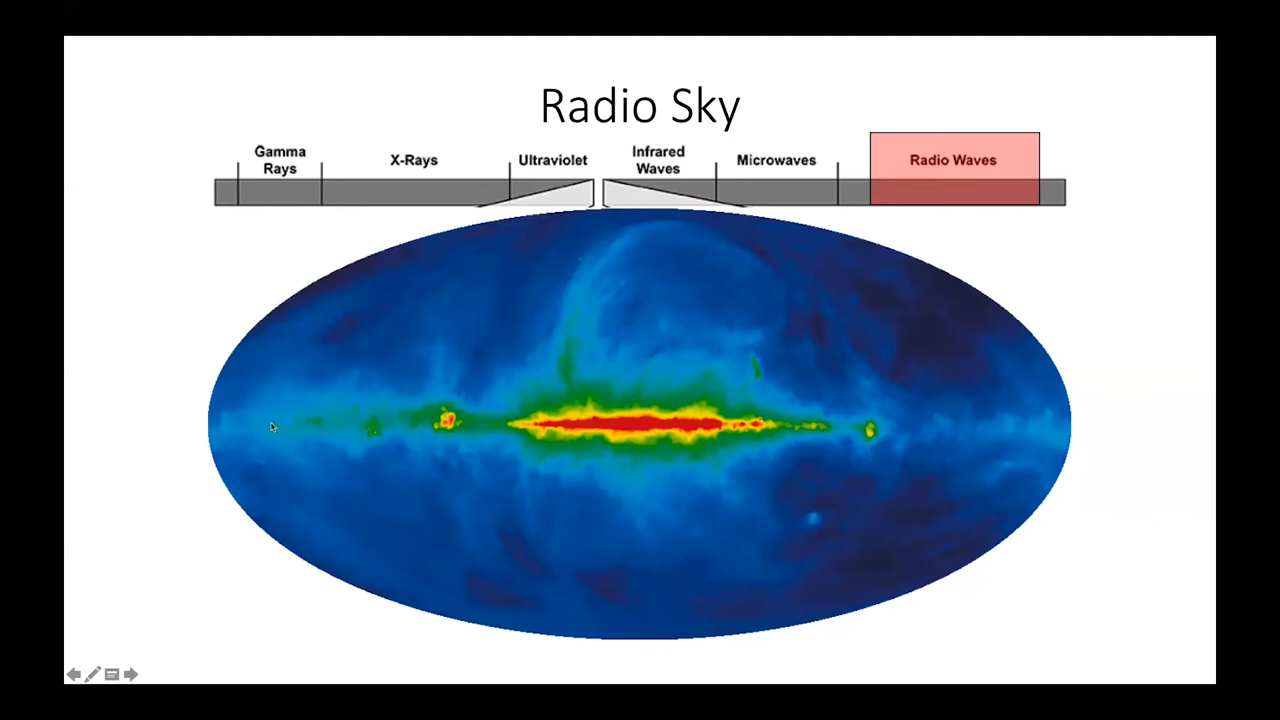 Radio Sky
Gamma
Rays
X-Rays
Ultraviolet
Infrared
Waves
Microwaves
Radio Waves